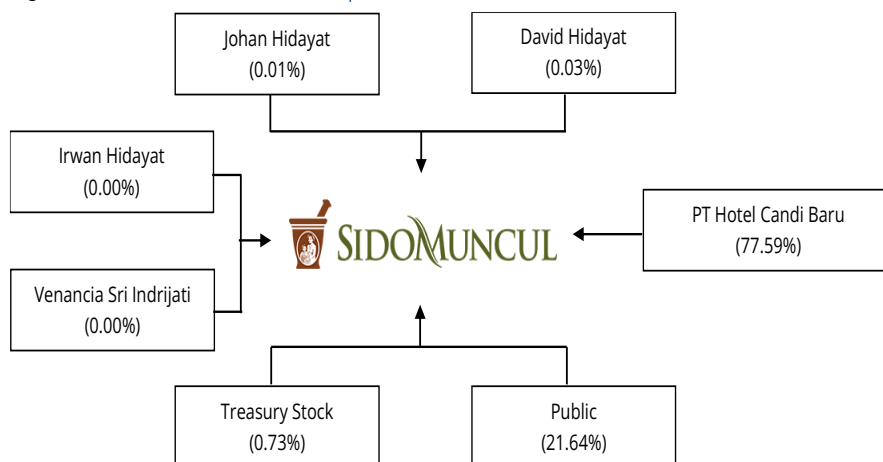 Johan Hidayat
(0.01%)
David Hidayat
(0.03%)
Irwan Hidayat
(0.00%)
Venancia Sri Indrijati
(0.00%)
SIDOMUNCUL
PT Hotel Candi Baru
(77.59%)
Treasury Stock
(0.73%)
Public
(21.64%)